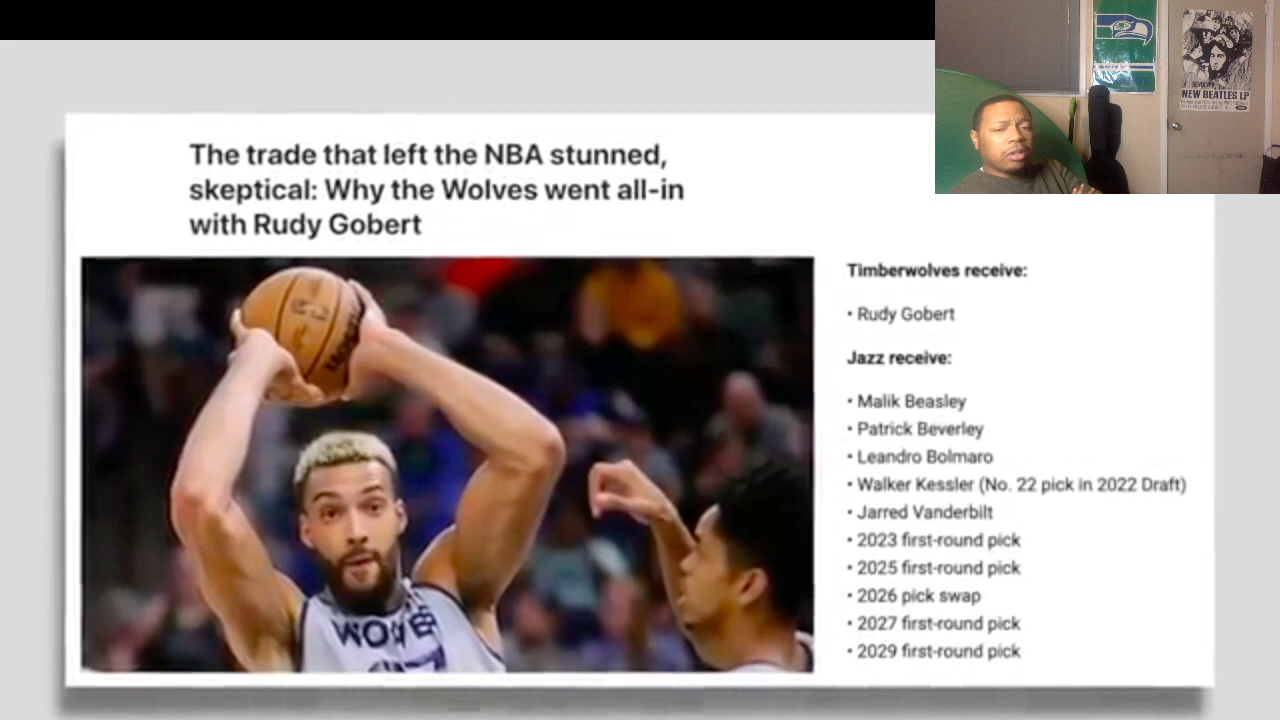 The trade that left the NBA stunned,
skeptical: Why the Wolves went all-in
with Rudy Gobert
Timberwolves receive:
• Rudy Gobert
Jazz receive:
• Malik Beasley
• Patrick Beverley
• Leandro Bolmaro
• Walker Kessler (No. 22 pick in 2022 Draft)
• Jarred Vanderbilt
• 2023 first-round pick
• 2025 first-round pick
• 2026 pick swap
• 2027 first-round pick
• 2029 first-round pick
NEW BEATLES LP